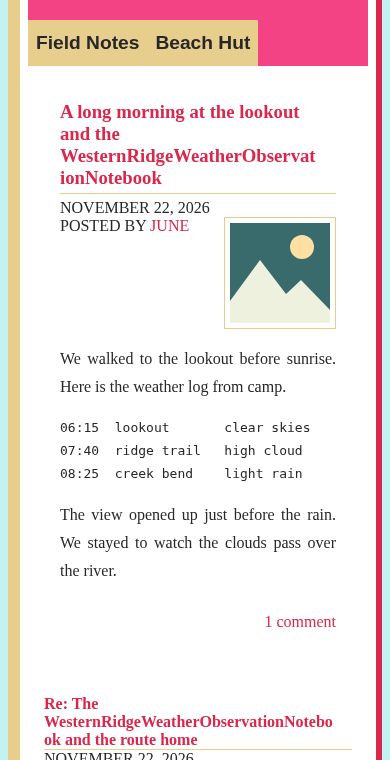 Field Notes Beach Hut
A long morning at the lookout
and the
WesternRidgeWeatherObservat
ionNotebook
NOVEMBER 22, 2026
POSTED BY JUNE
We walked to the lookout before sunrise.
Here is the weather log from camp.
06:15 lookout clear skies
07:40 ridge trail high cloud
08:25 creek bend light rain
The view opened up just before the rain.
We stayed to watch the clouds pass over
the river.
1 comment
Re: The
WesternRidgeWeatherObservationNotebo
ok and the route home
NOVEMBER 22, 2026